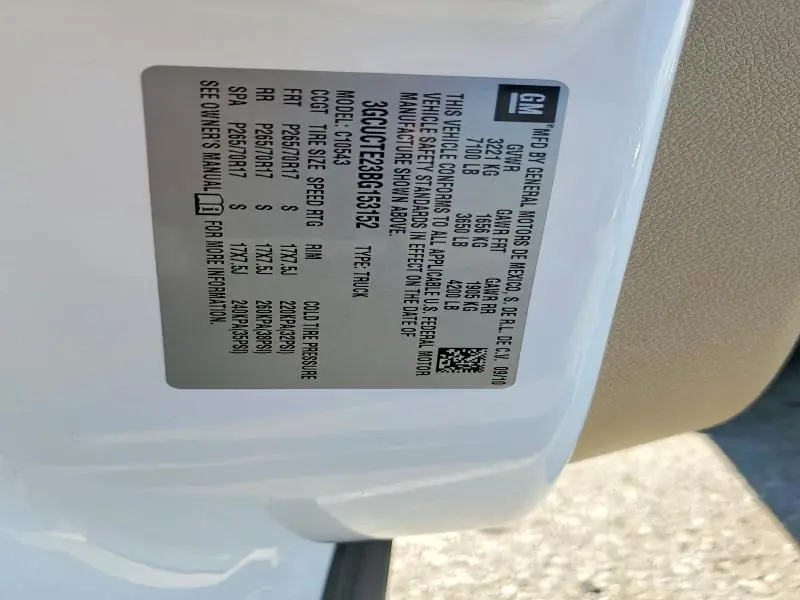 GM ®MFD BY GENERAL MOTORS DE MEXICO, S. DE R.L. DE C.V. 09/10
GVWR GAWR FRT GAWR RR
3221 KG 1656 KG 1905 KG
7100 LB 3650 LB 4200 LB
THIS VEHICLE CONFORMS TO ALL APPLICABLE U.S. FEDERAL MOTOR
VEHICLE SAFETY STANDARDS IN EFFECT ON THE DATE OF
MANUFACTURE SHOWN ABOVE.
3GCUCTE23BG153152 TYPE: TRUCK
MODEL: C10543
CCGT TIRE SIZE SPEED RTG RIM COLD TIRE PRESSURE
FRT P265/70R17 S 17X7.5J 220KPA(32PSI)
RR P265/70R17 S 17X7.5J 260KPA(38PSI)
SPA P265/70R17 S 17X7.5J 240KPA(35PSI)
SEE OWNER'S MANUAL FOR MORE INFORMATION.